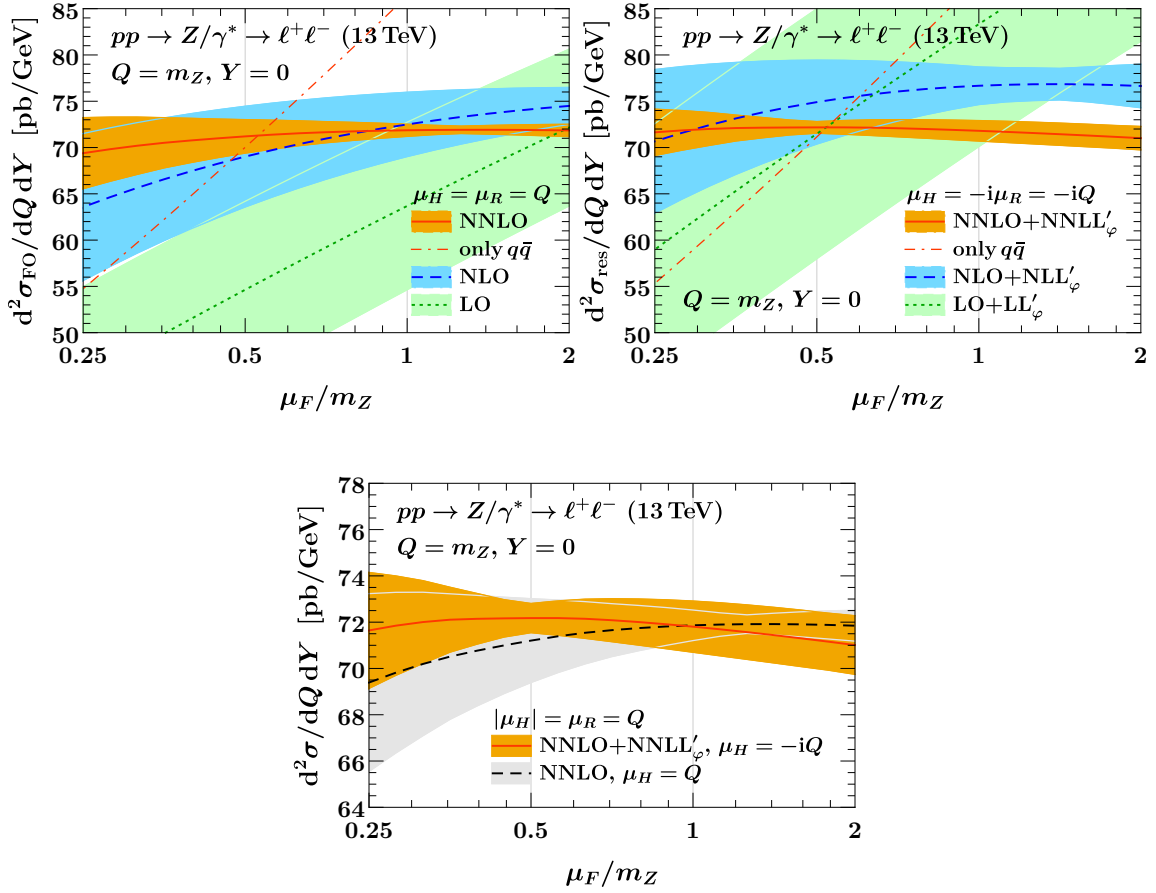 pp → Z/γ* → ℓ⁺ℓ⁻ (13 TeV)
Q = m_Z, Y = 0
85
80
75
70
65
60
55
50
d²σ_FO/dQ dY [pb/GeV]
μ_H = μ_R = Q
NNLO
only qq̄
NLO
LO
0.25
0.5
1
2
μ_F/m_Z
pp → Z/γ* → ℓ⁺ℓ⁻ (13 TeV)
85
80
75
70
65
60
55
50
d²σ_res/dQ dY [pb/GeV]
μ_H = −iμ_R = −iQ
NNLO+NNLL′_φ
only qq̄
NLO+NLL′_φ
LO+LL′_φ
Q = m_Z, Y = 0
0.25
0.5
1
2
μ_F/m_Z
pp → Z/γ* → ℓ⁺ℓ⁻ (13 TeV)
Q = m_Z, Y = 0
78
76
74
72
70
68
66
64
d²σ/dQ dY [pb/GeV]
|μ_H| = μ_R = Q
NNLO+NNLL′_φ, μ_H = −iQ
NNLO, μ_H = Q
0.25
0.5
1
2
μ_F/m_Z